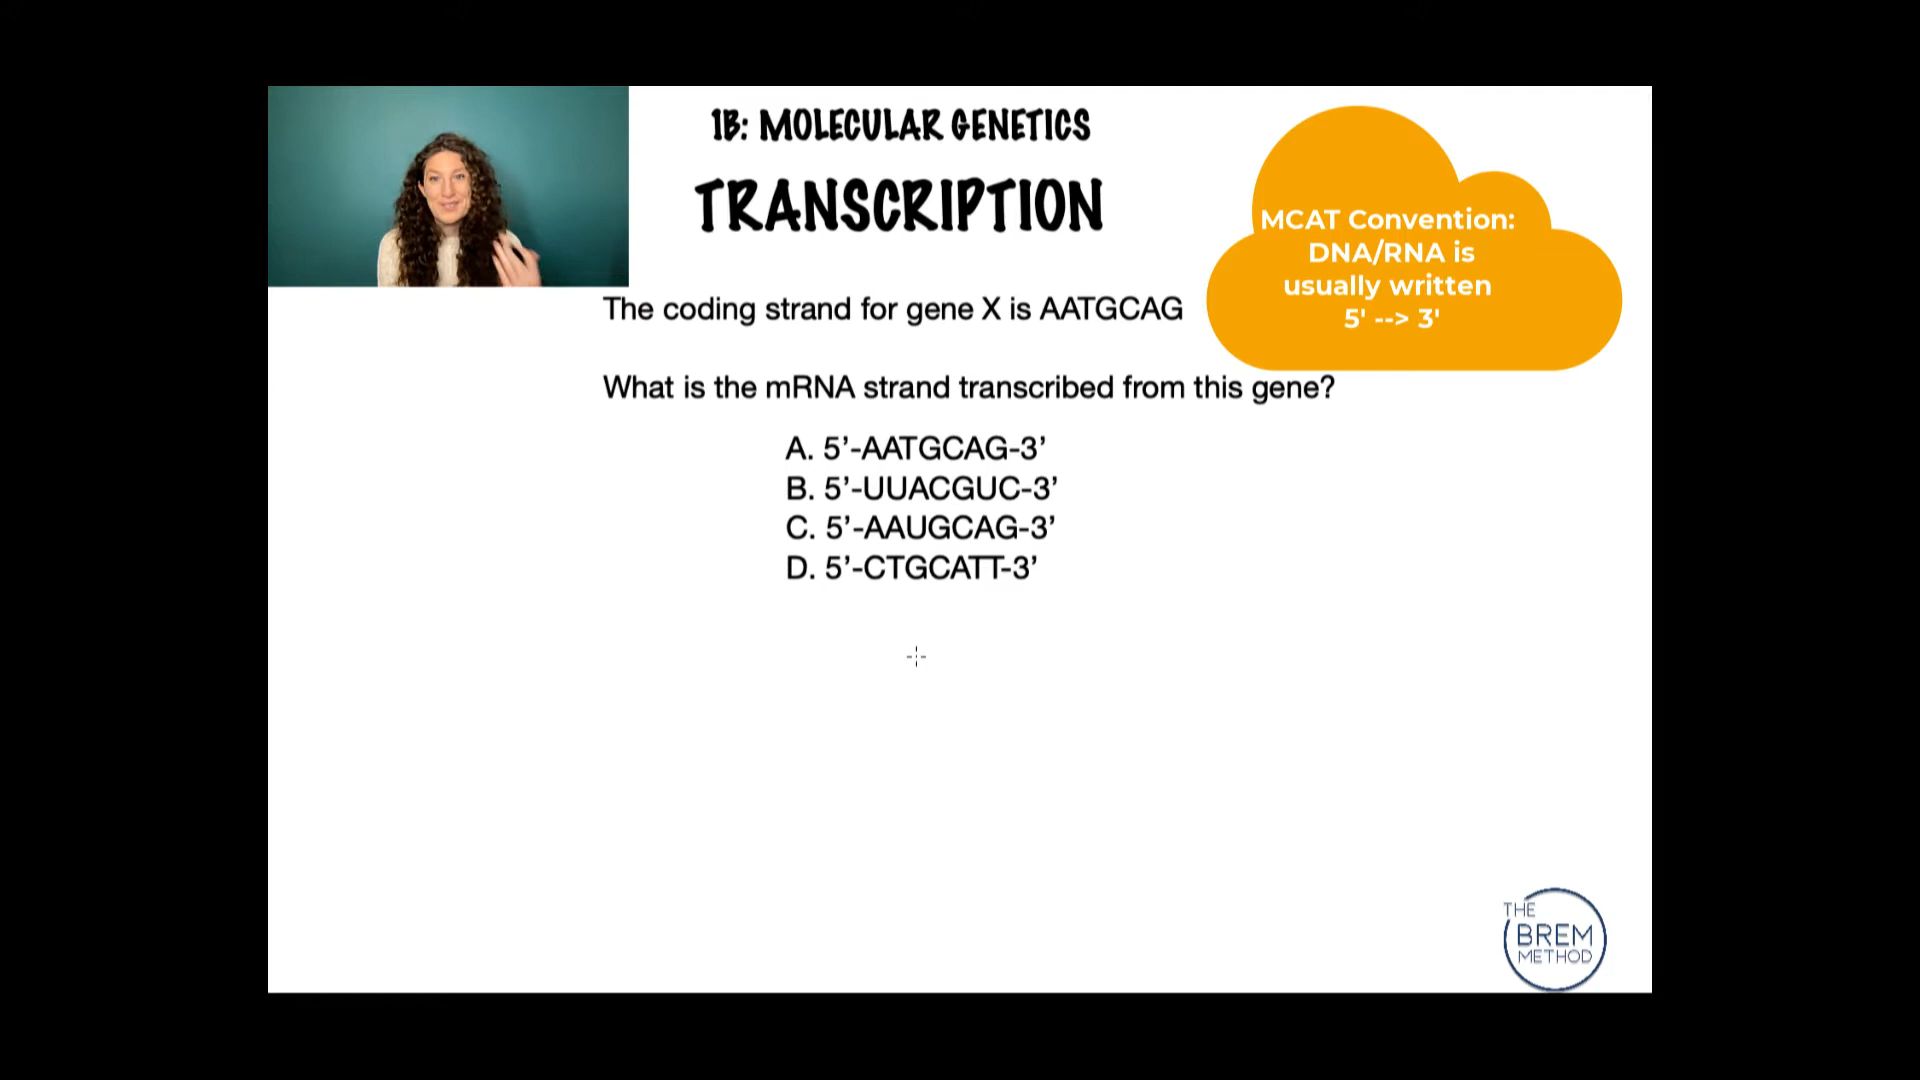 1B: MOLECULAR GENETICS
TRANSCRIPTION
MCAT Convention:
DNA/RNA is
usually written
5' --> 3'
The coding strand for gene X is AATGCAG
What is the mRNA strand transcribed from this gene?
A. 5’-AATGCAG-3’
B. 5’-UUACGUC-3’
C. 5’-AAUGCAG-3’
D. 5’-CTGCATT-3’
THE
BREM
METHOD